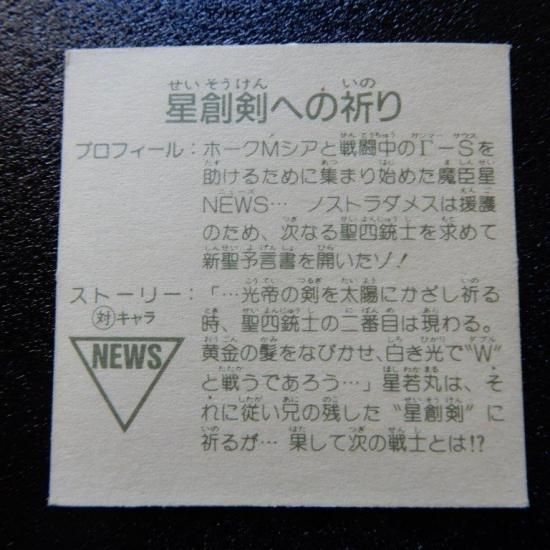 星創剣への祈り
プロフィール：ホークMシアと戦闘中のΓ－Sを
助けるために集まり始めた魔臣星
NEWS… ノストラダメスは援護
のため、次なる聖四銃士を求めて
新聖予言書を開いたゾ！
ストーリー：「…光帝の剣を太陽にかざし祈る
時、聖四銃士の二番目は現わる。
黄金の髪をなびかせ、白き光で“W”
と戦うであろう…」星若丸は、そ
れに従い兄の残した“星創剣”に
祈るが… 果して次の戦士とは!?
対キャラ
NEWS